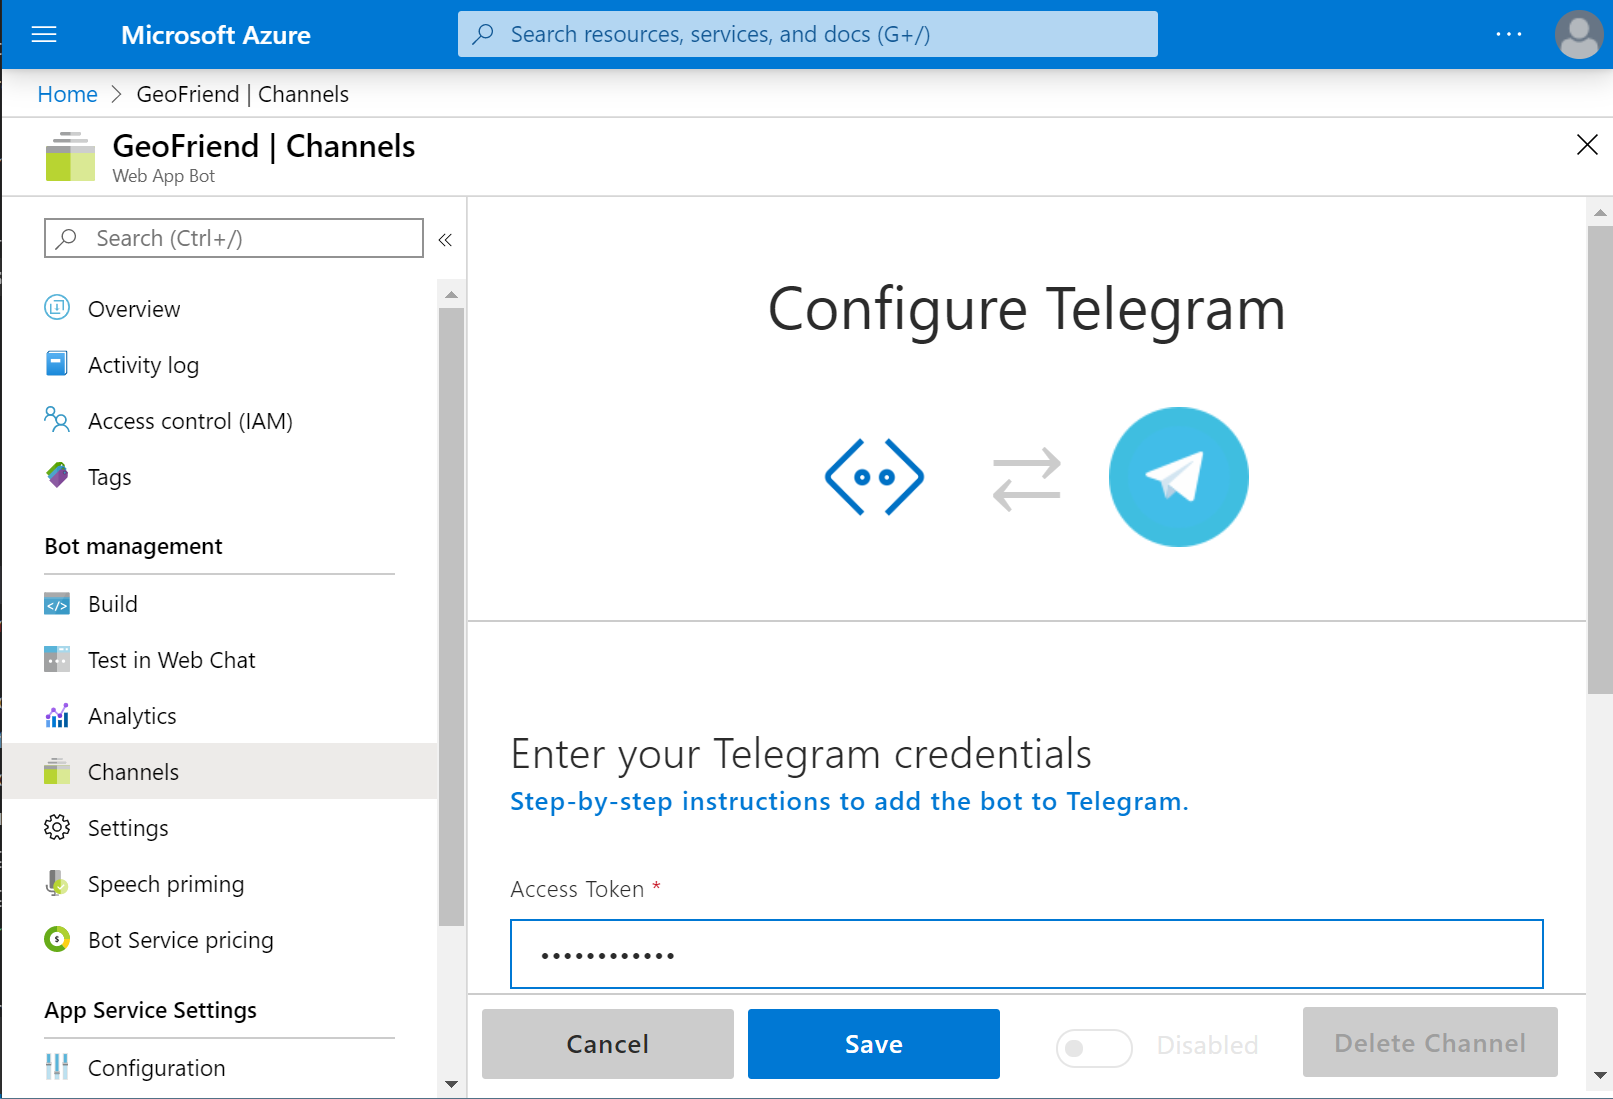 Microsoft Azure
Search resources, services, and docs (G+/)
Home > GeoFriend | Channels
GeoFriend | Channels
Web App Bot
Search (Ctrl+/)
Overview
Activity log
Access control (IAM)
Tags
Bot management
Build
Test in Web Chat
Analytics
Channels
Settings
Speech priming
Bot Service pricing
App Service Settings
Configuration
Configure Telegram
Enter your Telegram credentials
Step-by-step instructions to add the bot to Telegram.
Access Token *
••••••••••••
Cancel
Save
Disabled
Delete Channel